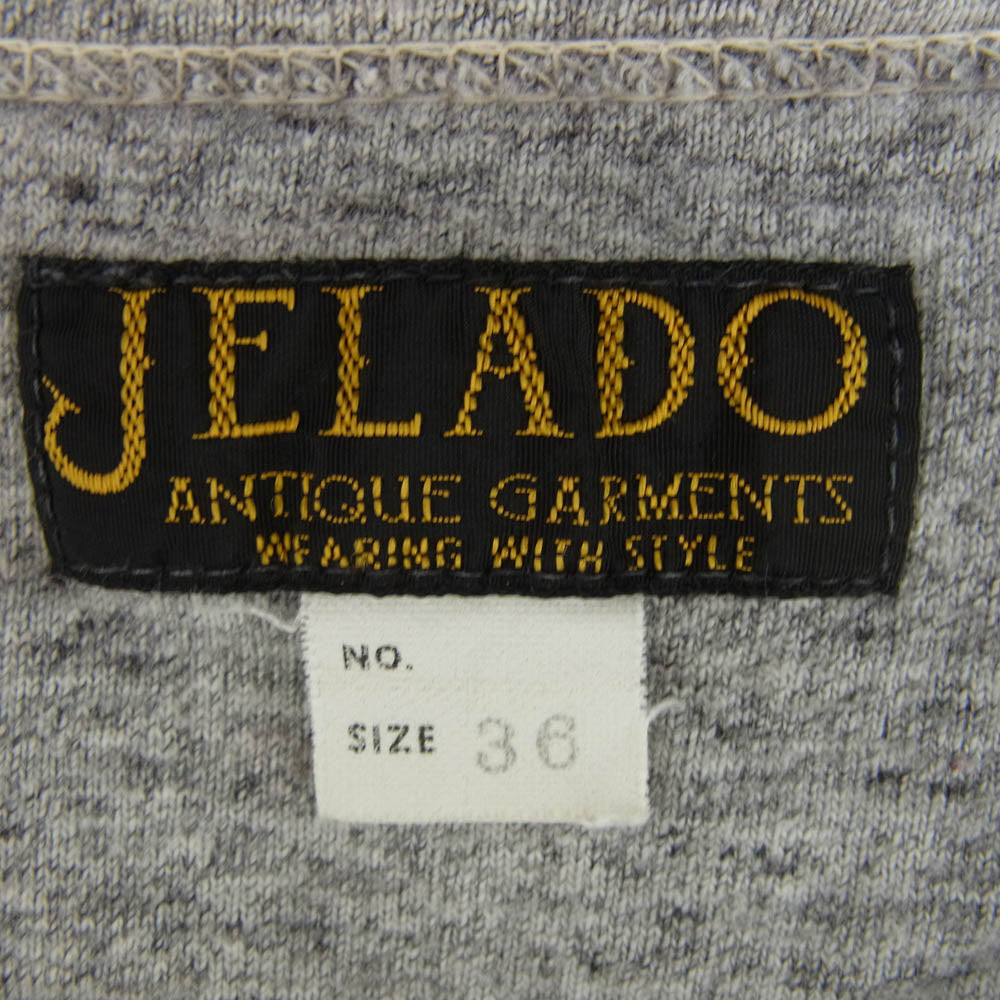 JELADO
ANTIQUE GARMENTS
WEARING WITH STYLE
NO.
SIZE 36